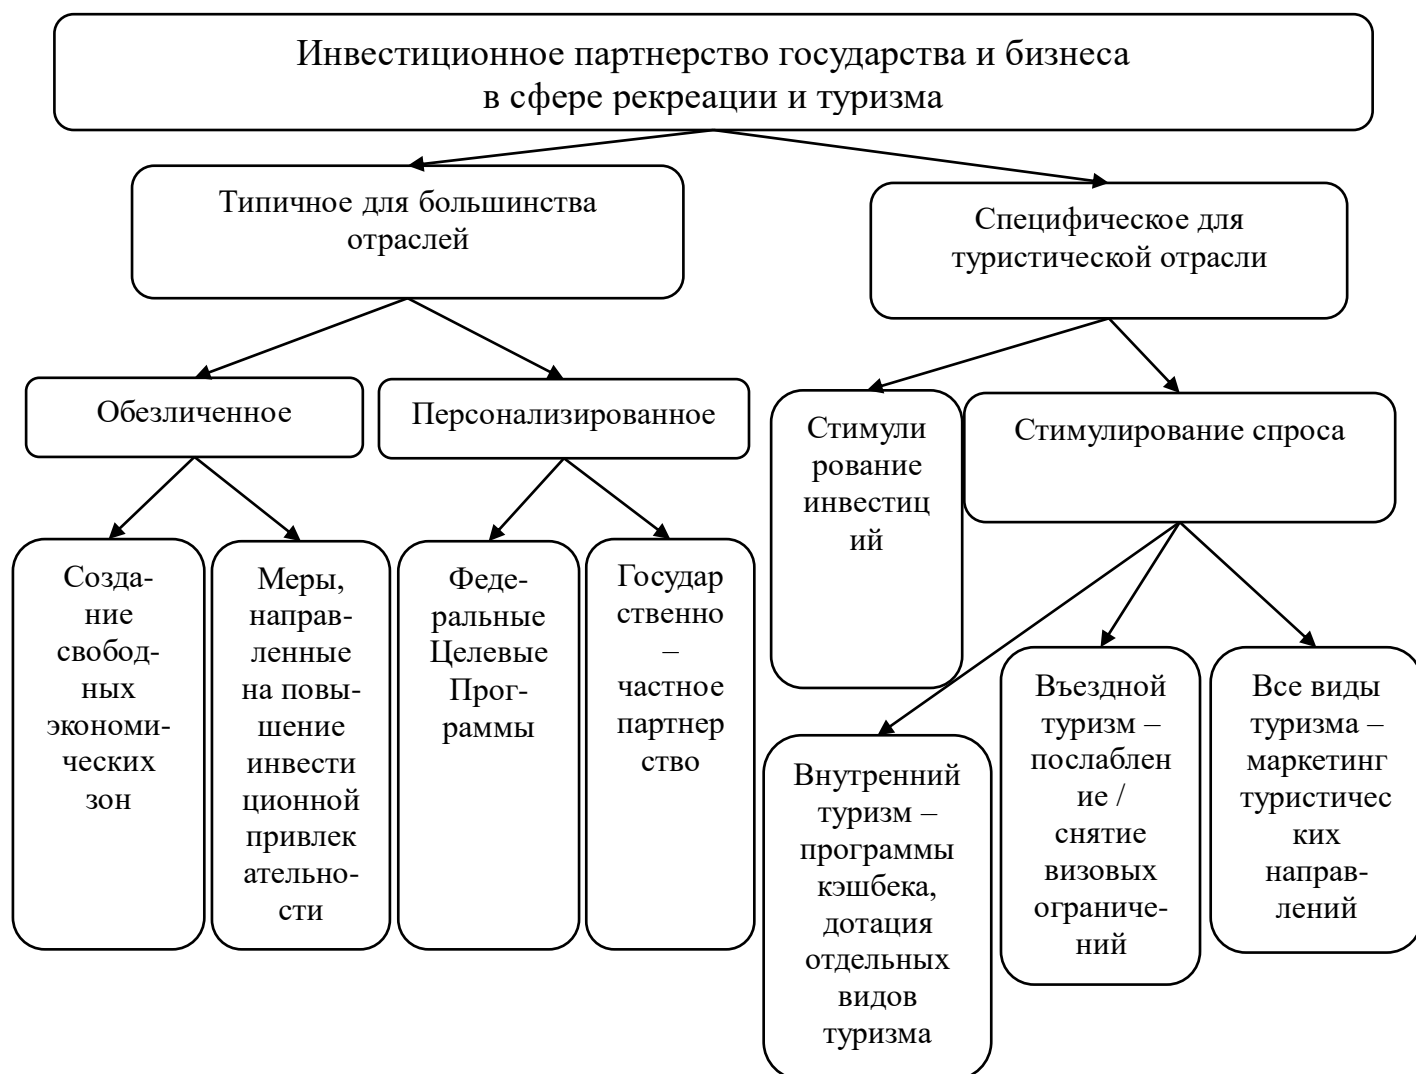 Инвестиционное партнерство государства и бизнеса
в сфере рекреации и туризма
Типичное для большинства
отраслей
Специфическое для
туристической отрасли
Обезличенное
Персонализированное
Стимули
рование
инвестиц
ий
Стимулирование спроса
Созда-
ние
свобод-
ных
экономи-
ческих
зон
Меры,
направ-
ленные
на повы-
шение
инвести
ционной
привлек
ательно-
сти
Феде-
ральные
Целевые
Прог-
раммы
Государ
ственно
–
частное
партнер
ство
Внутренний
туризм –
программы
кэшбека,
дотация
отдельных
видов
туризма
Въездной
туризм –
послаблен
ие /
снятие
визовых
ограниче-
ний
Все виды
туризма –
маркетинг
туристичес
ких
направ-
лений